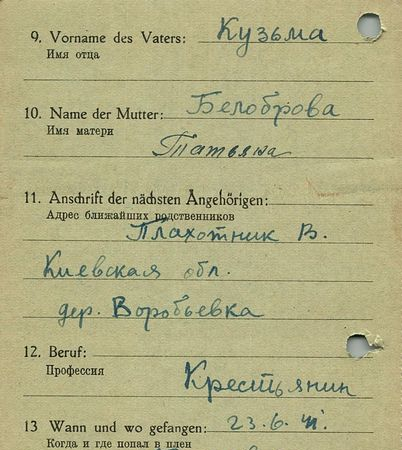 9. Vorname des Vaters: Кузьма
Имя отца
10. Name der Mutter: Белоброва
Имя матери
Татьяна
11. Anschrift der nächsten Angehörigen:
Адрес ближайших родственников
Плахотник В.
Киевская обл.
дер. Воробьевка
12. Beruf:
Профессия
Крестьянин
13 Wann und wo gefangen: 23.6.41.
Когда и где попал в плен